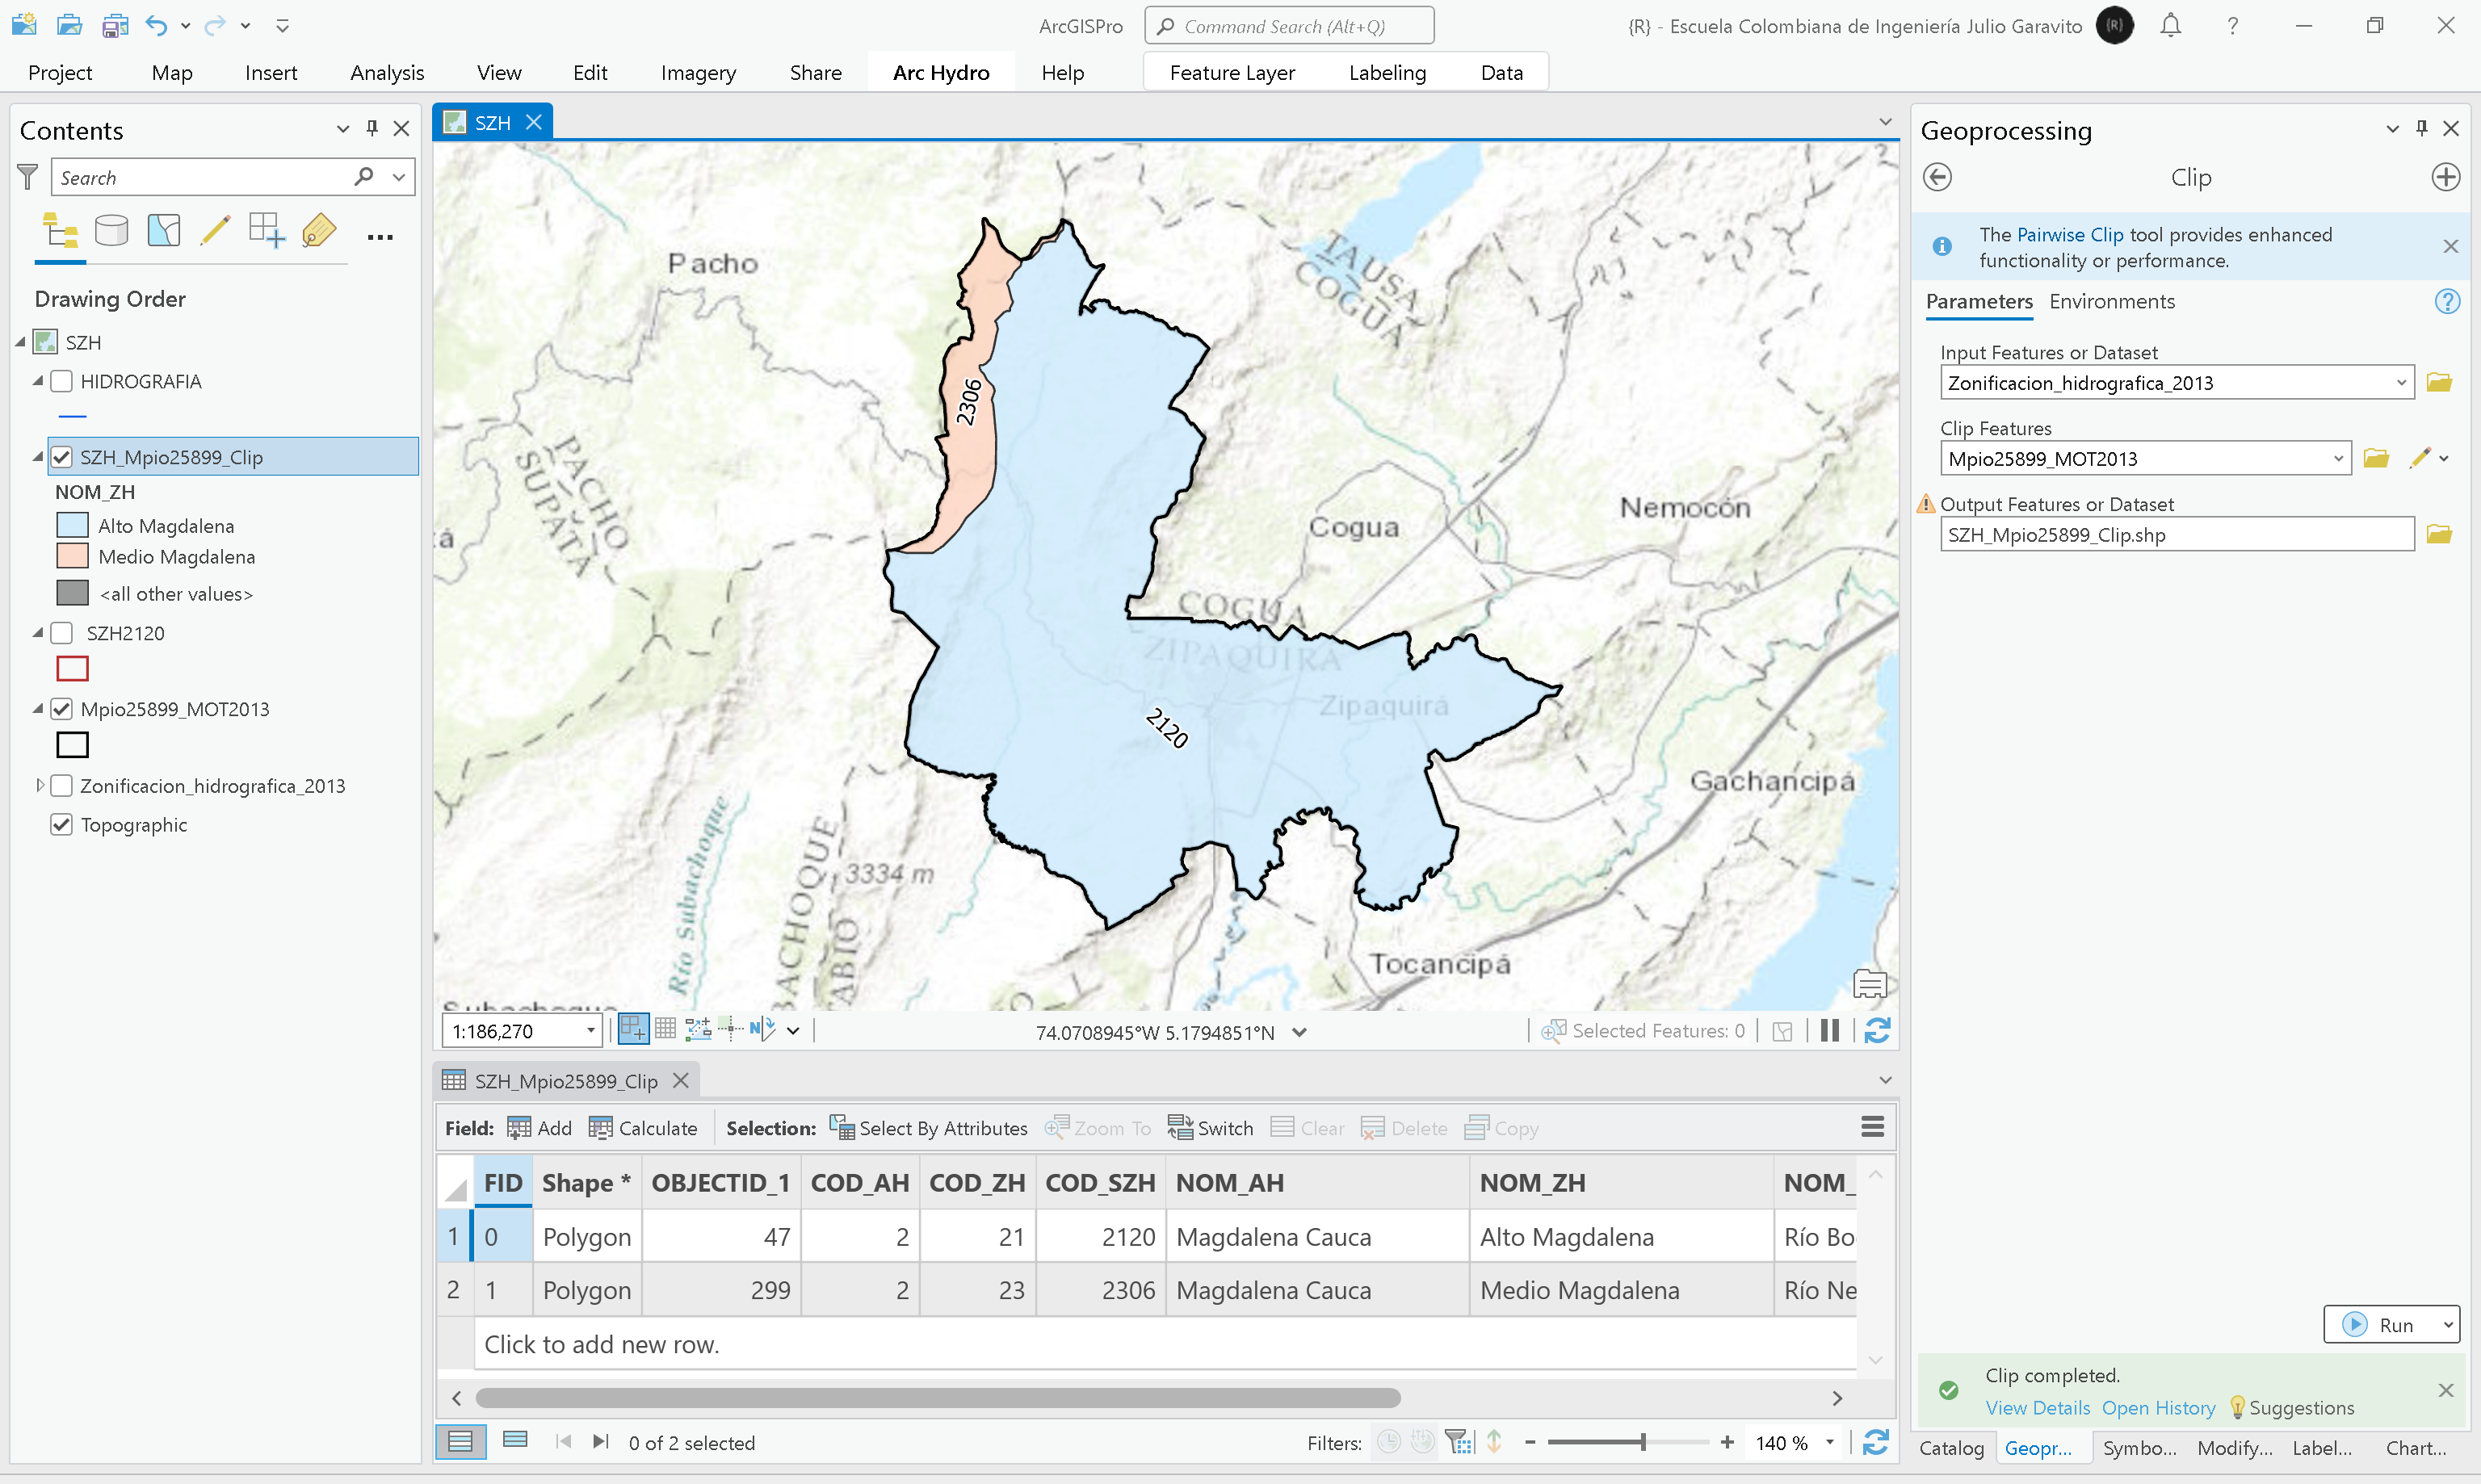 ArcGISPro
Command Search (Alt+Q)
{R} - Escuela Colombiana de Ingeniería Julio Garavito
{R}
Project Map Insert Analysis View Edit Imagery Share Arc Hydro Help Feature Layer Labeling Data
Contents
Search
Drawing Order
SZH
HIDROGRAFIA
SZH_Mpio25899_Clip
NOM_ZH
Alto Magdalena
Medio Magdalena
<all other values>
SZH2120
Mpio25899_MOT2013
Zonificacion_hidrografica_2013
Topographic
SZH
Pacho
TAUSA
COGUA
2306
PACHO
SUPATÁ
Nemocón
Cogua
COGUA
ZIPAQUIRÁ
Zipaquirá
2120
Gachancipá
Río Subachoque
3334 m
Tocancipá
1:186,270
74.0708945°W 5.1794851°N
Selected Features: 0
SZH_Mpio25899_Clip
Field: Add Calculate Selection: Select By Attributes Zoom To Switch Clear Delete Copy
FID Shape * OBJECTID_1 COD_AH COD_ZH COD_SZH NOM_AH NOM_ZH NOM_
1 0 Polygon 47 2 21 2120 Magdalena Cauca Alto Magdalena Río Bo
2 1 Polygon 299 2 23 2306 Magdalena Cauca Medio Magdalena Río Ne
Click to add new row.
0 of 2 selected
Filters:
140 %
Geoprocessing
Clip
The Pairwise Clip tool provides enhanced
functionality or performance.
Parameters Environments
Input Features or Dataset
Zonificacion_hidrografica_2013
Clip Features
Mpio25899_MOT2013
Output Features or Dataset
SZH_Mpio25899_Clip.shp
Run
Clip completed.
View Details Open History Suggestions
Catalog Geopr... Symbo... Modify... Label... Chart...